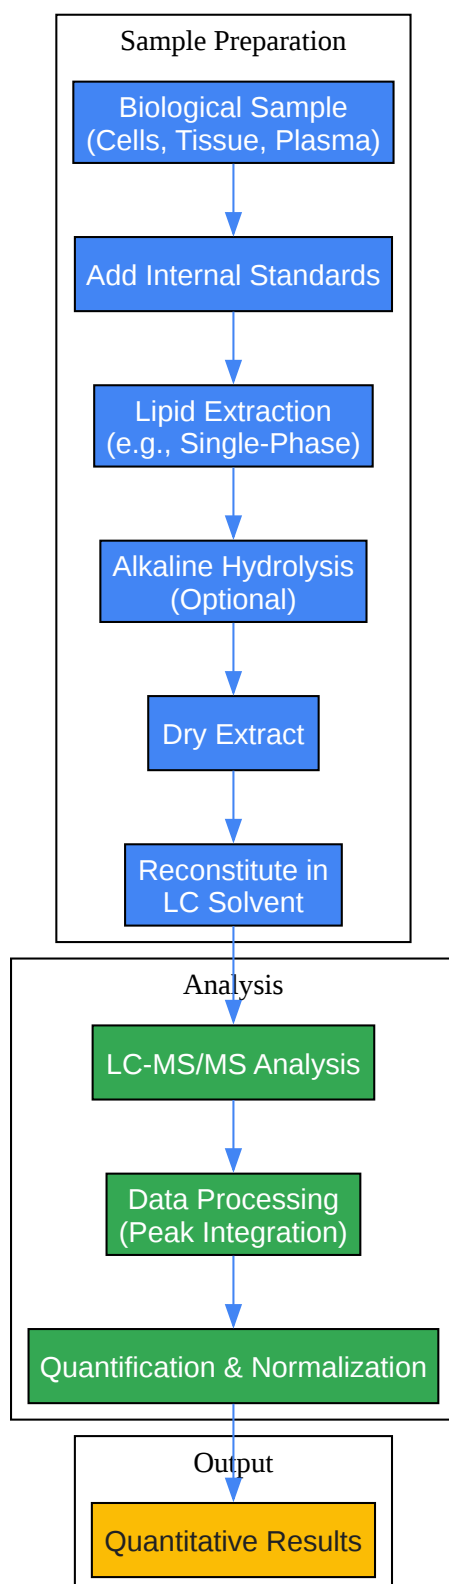 Sample Preparation
Biological Sample
(Cells, Tissue, Plasma)
Add Internal Standards
Lipid Extraction
(e.g., Single-Phase)
Alkaline Hydrolysis
(Optional)
Dry Extract
Reconstitute in
LC Solvent
Analysis
LC-MS/MS Analysis
Data Processing
(Peak Integration)
Quantification & Normalization
Output
Quantitative Results